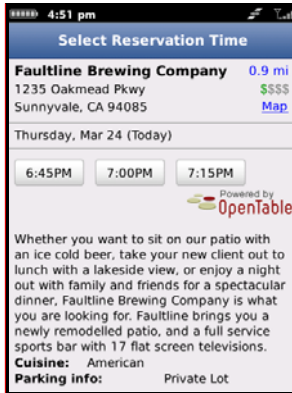 4:51 pm
Select Reservation Time
Faultline Brewing Company 0.9 mi
1235 Oakmead Pkwy $$$$
Sunnyvale, CA 94085 Map
Thursday, Mar 24 (Today)
6:45PM 7:00PM 7:15PM
Powered by
OpenTable
Whether you want to sit on our patio with
an ice cold beer, take your new client out to
lunch with a lakeside view, or enjoy a night
out with family and friends for a spectacular
dinner, Faultline Brewing Company is what
you are looking for. Faultline brings you a
newly remodelled patio, and a full service
sports bar with 17 flat screen televisions.
Cuisine: American
Parking info: Private Lot